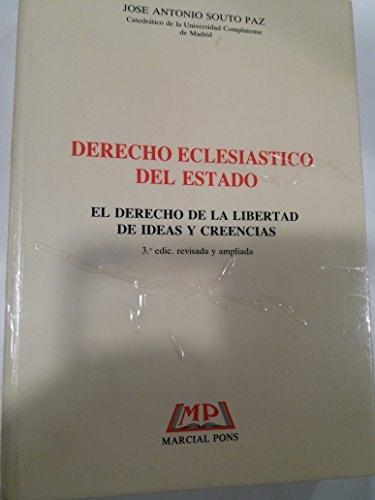 JOSE ANTONIO SOUTO PAZ
Catedrático de la Universidad Complutense
de Madrid
DERECHO ECLESIASTICO
DEL ESTADO
EL DERECHO DE LA LIBERTAD
DE IDEAS Y CREENCIAS
3.ª edic. revisada y ampliada
MP
MARCIAL PONS